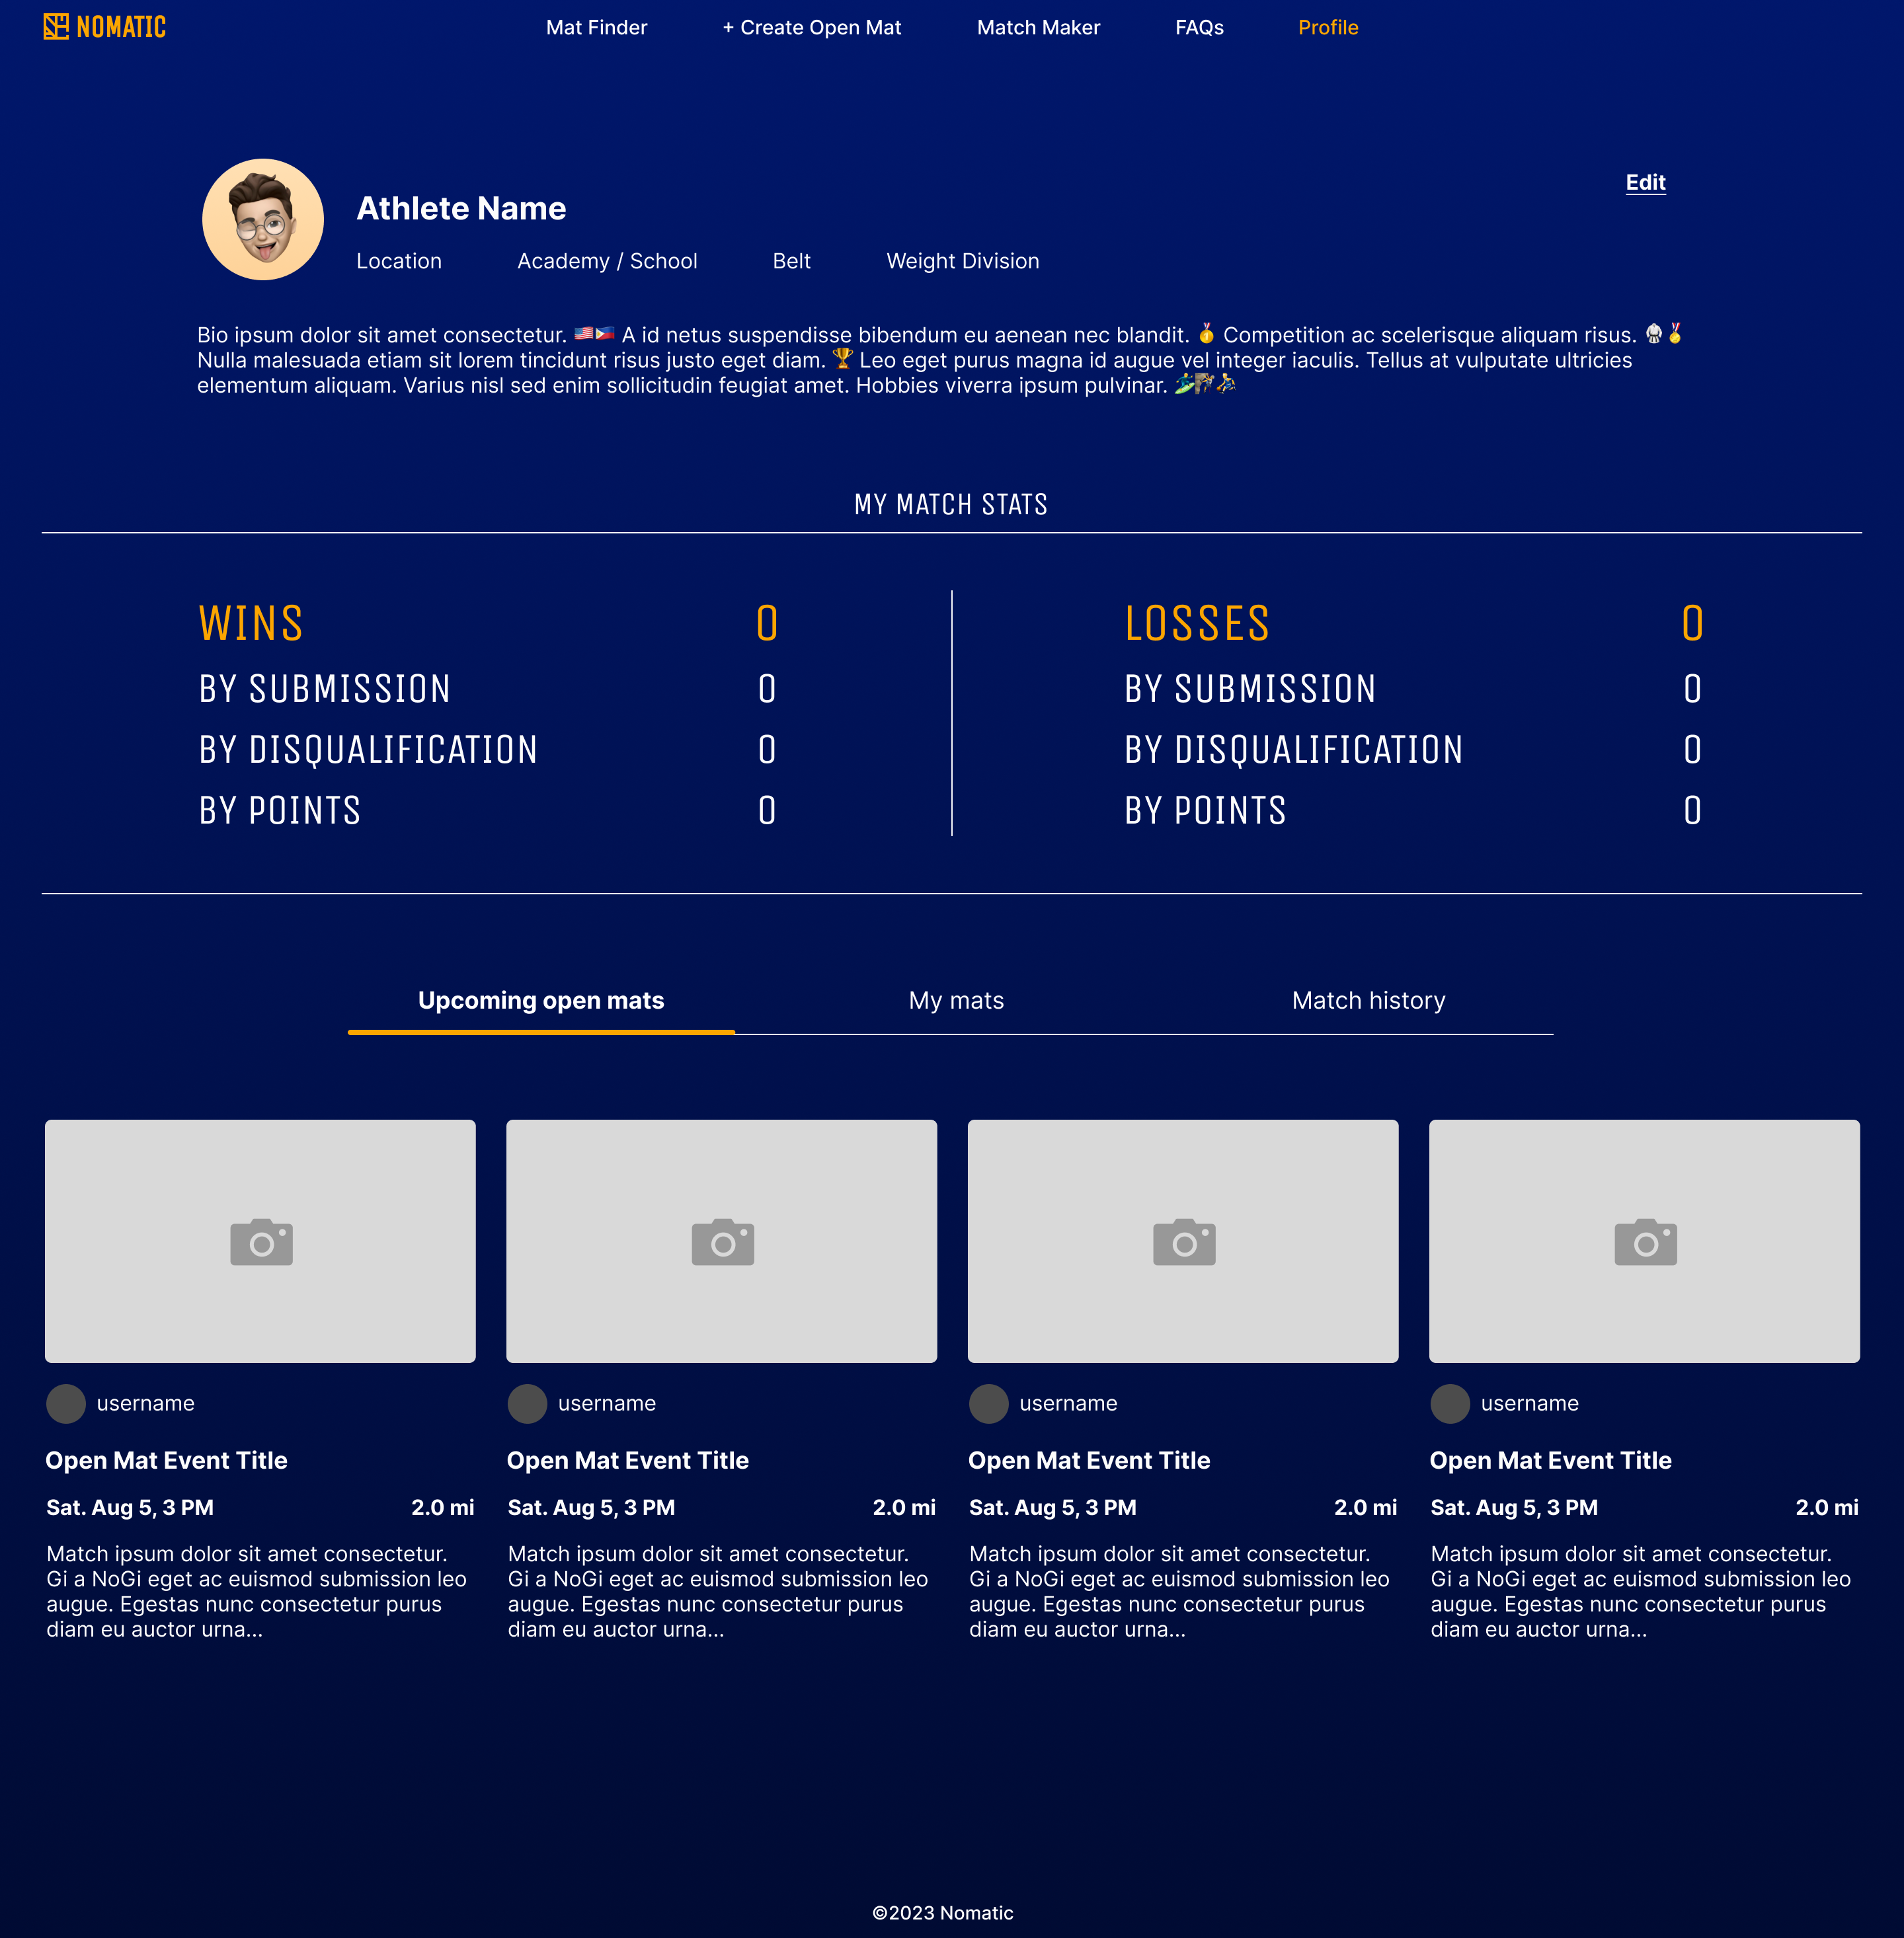 NOMATIC
Mat Finder
+ Create Open Mat
Match Maker
FAQs
Profile
Edit
Athlete Name
Location
Academy / School
Belt
Weight Division
Bio ipsum dolor sit amet consectetur. 🇺🇸🇵🇭 A id netus suspendisse bibendum eu aenean nec blandit. 🥇 Competition ac scelerisque aliquam risus. 🥋🏅
Nulla malesuada etiam sit lorem tincidunt risus justo eget diam. 🏆 Leo eget purus magna id augue vel integer iaculis. Tellus at vulputate ultricies
elementum aliquam. Varius nisl sed enim sollicitudin feugiat amet. Hobbies viverra ipsum pulvinar.
MY MATCH STATS
WINS 0
BY SUBMISSION 0
BY DISQUALIFICATION 0
BY POINTS 0
LOSSES 0
BY SUBMISSION 0
BY DISQUALIFICATION 0
BY POINTS 0
Upcoming open mats
My mats
Match history
username
Open Mat Event Title
Sat. Aug 5, 3 PM 2.0 mi
Match ipsum dolor sit amet consectetur.
Gi a NoGi eget ac euismod submission leo
augue. Egestas nunc consectetur purus
diam eu auctor urna...
username
Open Mat Event Title
Sat. Aug 5, 3 PM 2.0 mi
Match ipsum dolor sit amet consectetur.
Gi a NoGi eget ac euismod submission leo
augue. Egestas nunc consectetur purus
diam eu auctor urna...
username
Open Mat Event Title
Sat. Aug 5, 3 PM 2.0 mi
Match ipsum dolor sit amet consectetur.
Gi a NoGi eget ac euismod submission leo
augue. Egestas nunc consectetur purus
diam eu auctor urna...
username
Open Mat Event Title
Sat. Aug 5, 3 PM 2.0 mi
Match ipsum dolor sit amet consectetur.
Gi a NoGi eget ac euismod submission leo
augue. Egestas nunc consectetur purus
diam eu auctor urna...
©2023 Nomatic